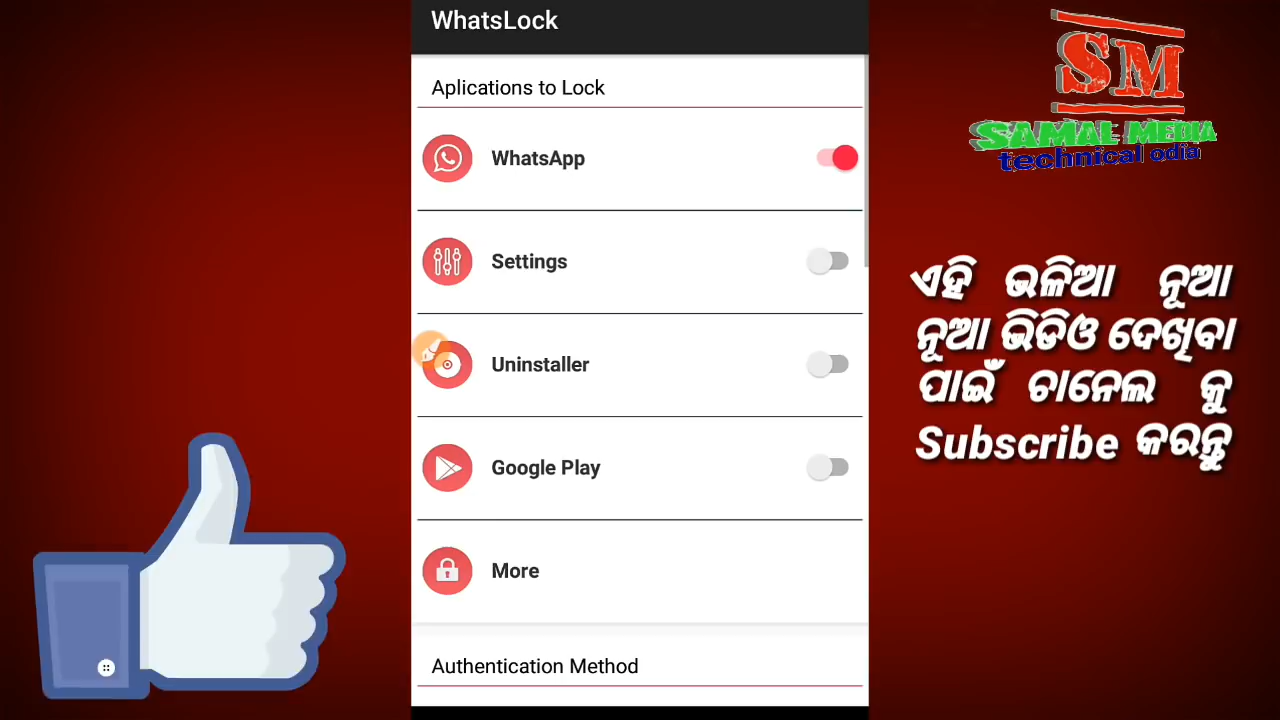 WhatsLock
Aplications to Lock
WhatsApp
Settings
Uninstaller
Google Play
More
Authentication Method
SM
SAMAL MEDIA
technical odia
ଏହି ଭଳିଆ ନୂଆ
ନୂଆ ଭିଡିଓ ଦେଖିବା
ପାଇଁ ଚାନେଲ କୁ
Subscribe କରନ୍ତୁ